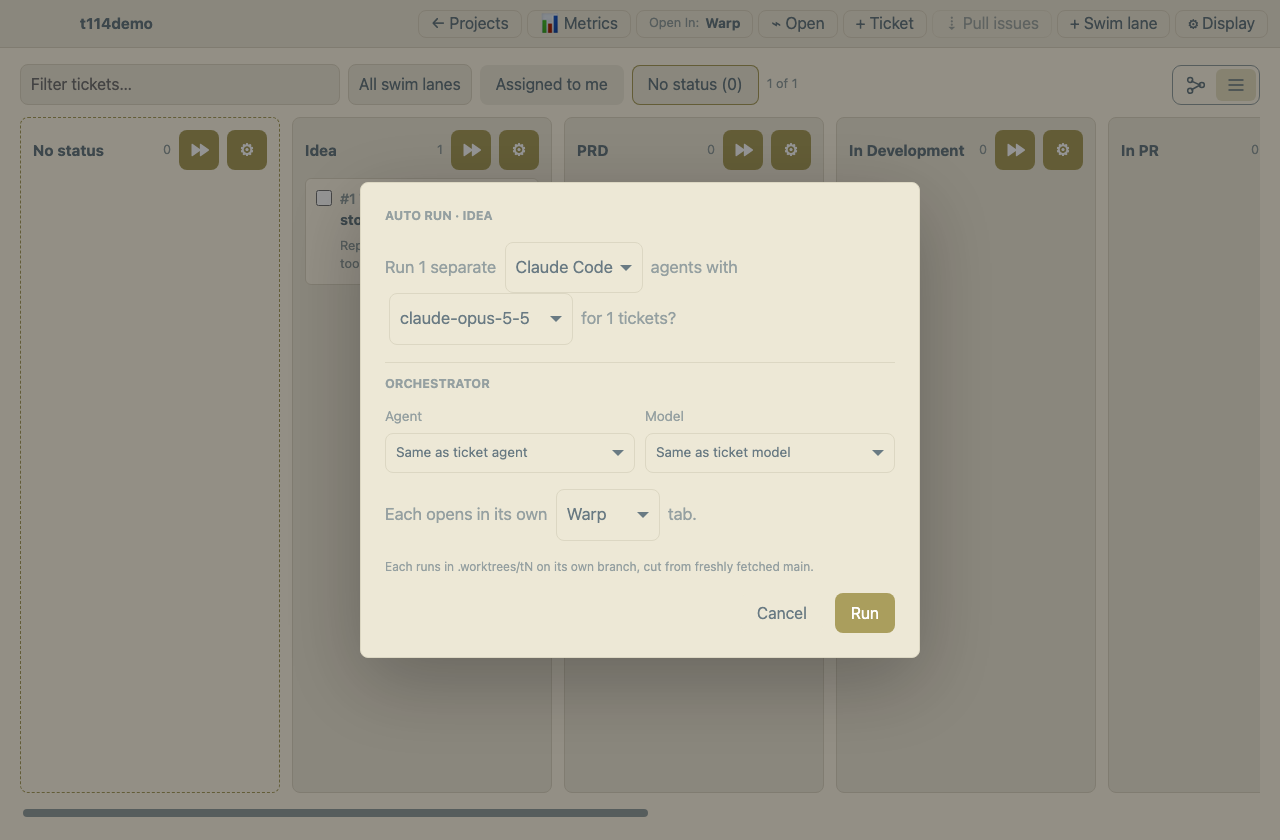 t114demo
← Projects
Metrics
Open In: Warp
Open
+ Ticket
Pull issues
+ Swim lane
Display
Filter tickets...
All swim lanes
Assigned to me
No status (0)
1 of 1
No status 0
Idea 1
PRD 0
In Development 0
In PR 0
#1
AUTO RUN · IDEA
Run 1 separate Claude Code agents with
claude-opus-5-5 for 1 tickets?
ORCHESTRATOR
Agent
Model
Same as ticket agent
Same as ticket model
Each opens in its own Warp tab.
Each runs in .worktrees/tN on its own branch, cut from freshly fetched main.
Cancel
Run